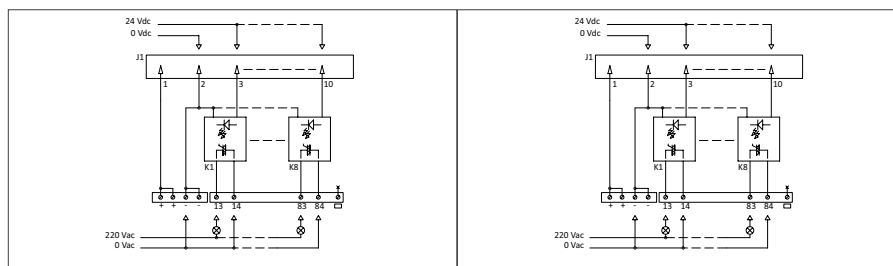 24 Vdc
0 Vdc
J1
1 2 3 10
K1 K8
+ + - - 13 14 83 84
220 Vac
0 Vac
24 Vdc
0 Vdc
J1
1 2 3 10
K1 K8
+ + - - 13 14 83 84
220 Vac
0 Vac